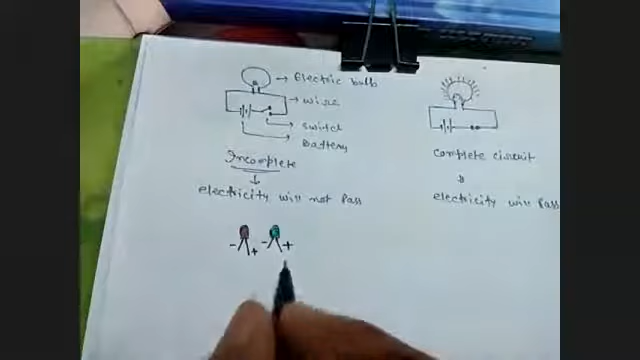 Electric bulb
wire
switch
Battery
Incomplete
electricity will not Pass
- + - +
Complete circuit
electricity will Pass